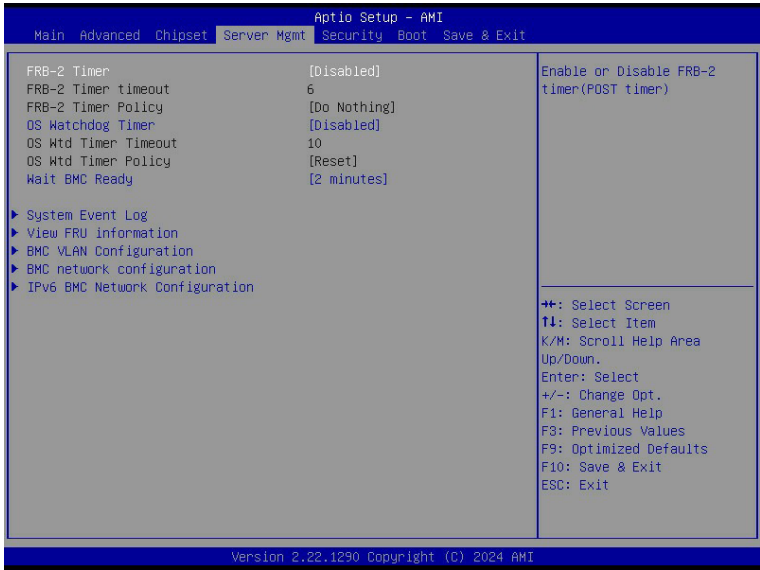 Aptio Setup – AMI
Main Advanced Chipset Server Mgmt Security Boot Save & Exit
FRB-2 Timer [Disabled]
FRB-2 Timer timeout 6
FRB-2 Timer Policy [Do Nothing]
OS Watchdog Timer [Disabled]
OS Wtd Timer Timeout 10
OS Wtd Timer Policy [Reset]
Wait BMC Ready [2 minutes]
System Event Log
View FRU information
BMC VLAN Configuration
BMC network configuration
IPv6 BMC Network Configuration
Enable or Disable FRB-2
timer(POST timer)
→←: Select Screen
↑↓: Select Item
K/M: Scroll Help Area
Up/Down.
Enter: Select
+/-: Change Opt.
F1: General Help
F3: Previous Values
F9: Optimized Defaults
F10: Save & Exit
ESC: Exit
Version 2.22.1290 Copyright (C) 2024 AMI